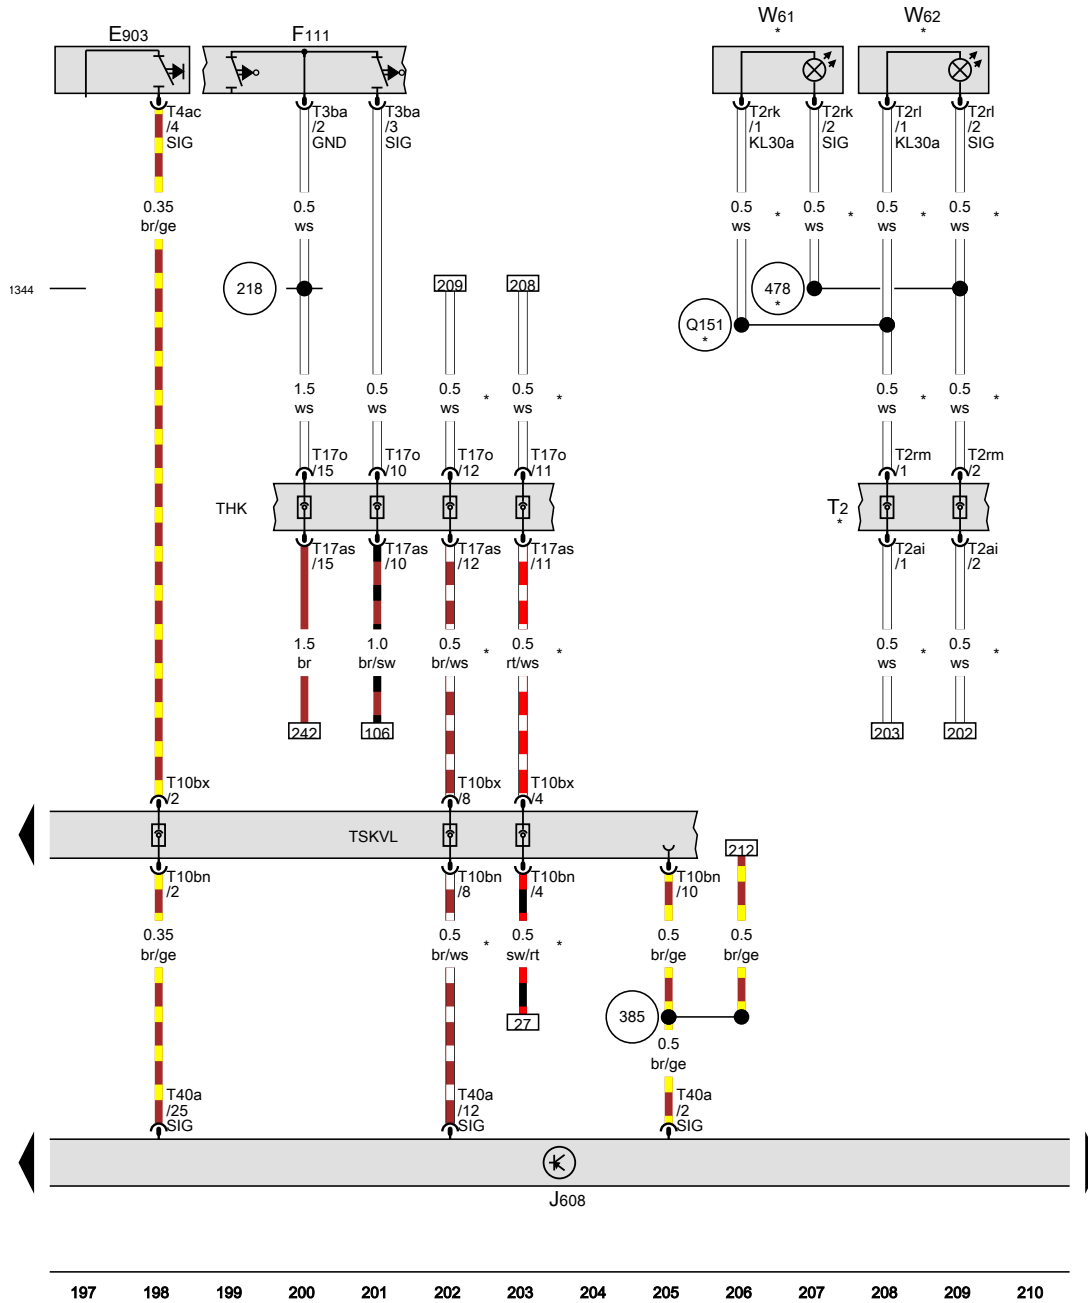 E903
F111
W61
*
W62
*
T4ac
/4
SIG
T3ba
/2
GND
T3ba
/3
SIG
T2rk
/1
KL30a
T2rk
/2
SIG
T2rl
/1
KL30a
T2rl
/2
SIG
0.35
br/ge
0.5
ws
0.5
ws
*
0.5
ws
*
0.5
ws
*
0.5
ws
*
1344
218
209
208
478
*
Q151
*
1.5
ws
0.5
ws
0.5
ws
*
0.5
ws
*
0.5
ws
*
0.5
ws
*
T17o
/15
T17o
/10
T17o
/12
T17o
/11
T2rm
/1
T2rm
/2
THK
T2
*
T17as
/15
T17as
/10
T17as
/12
T17as
/11
T2ai
/1
T2ai
/2
1.5
br
1.0
br/sw
0.5
br/ws
*
0.5
rt/ws
*
0.5
ws
*
0.5
ws
*
242
106
203
202
T10bx
/2
T10bx
/8
T10bx
/4
TSKVL
212
T10bn
/2
T10bn
/8
T10bn
/4
T10bn
/10
0.35
br/ge
0.5
br/ws
*
0.5
sw/rt
*
0.5
br/ge
0.5
br/ge
27
385
0.5
br/ge
T40a
/25
SIG
T40a
/12
SIG
T40a
/2
SIG
J608
197 198 199 200 201 202 203 204 205 206 207 208 209 210